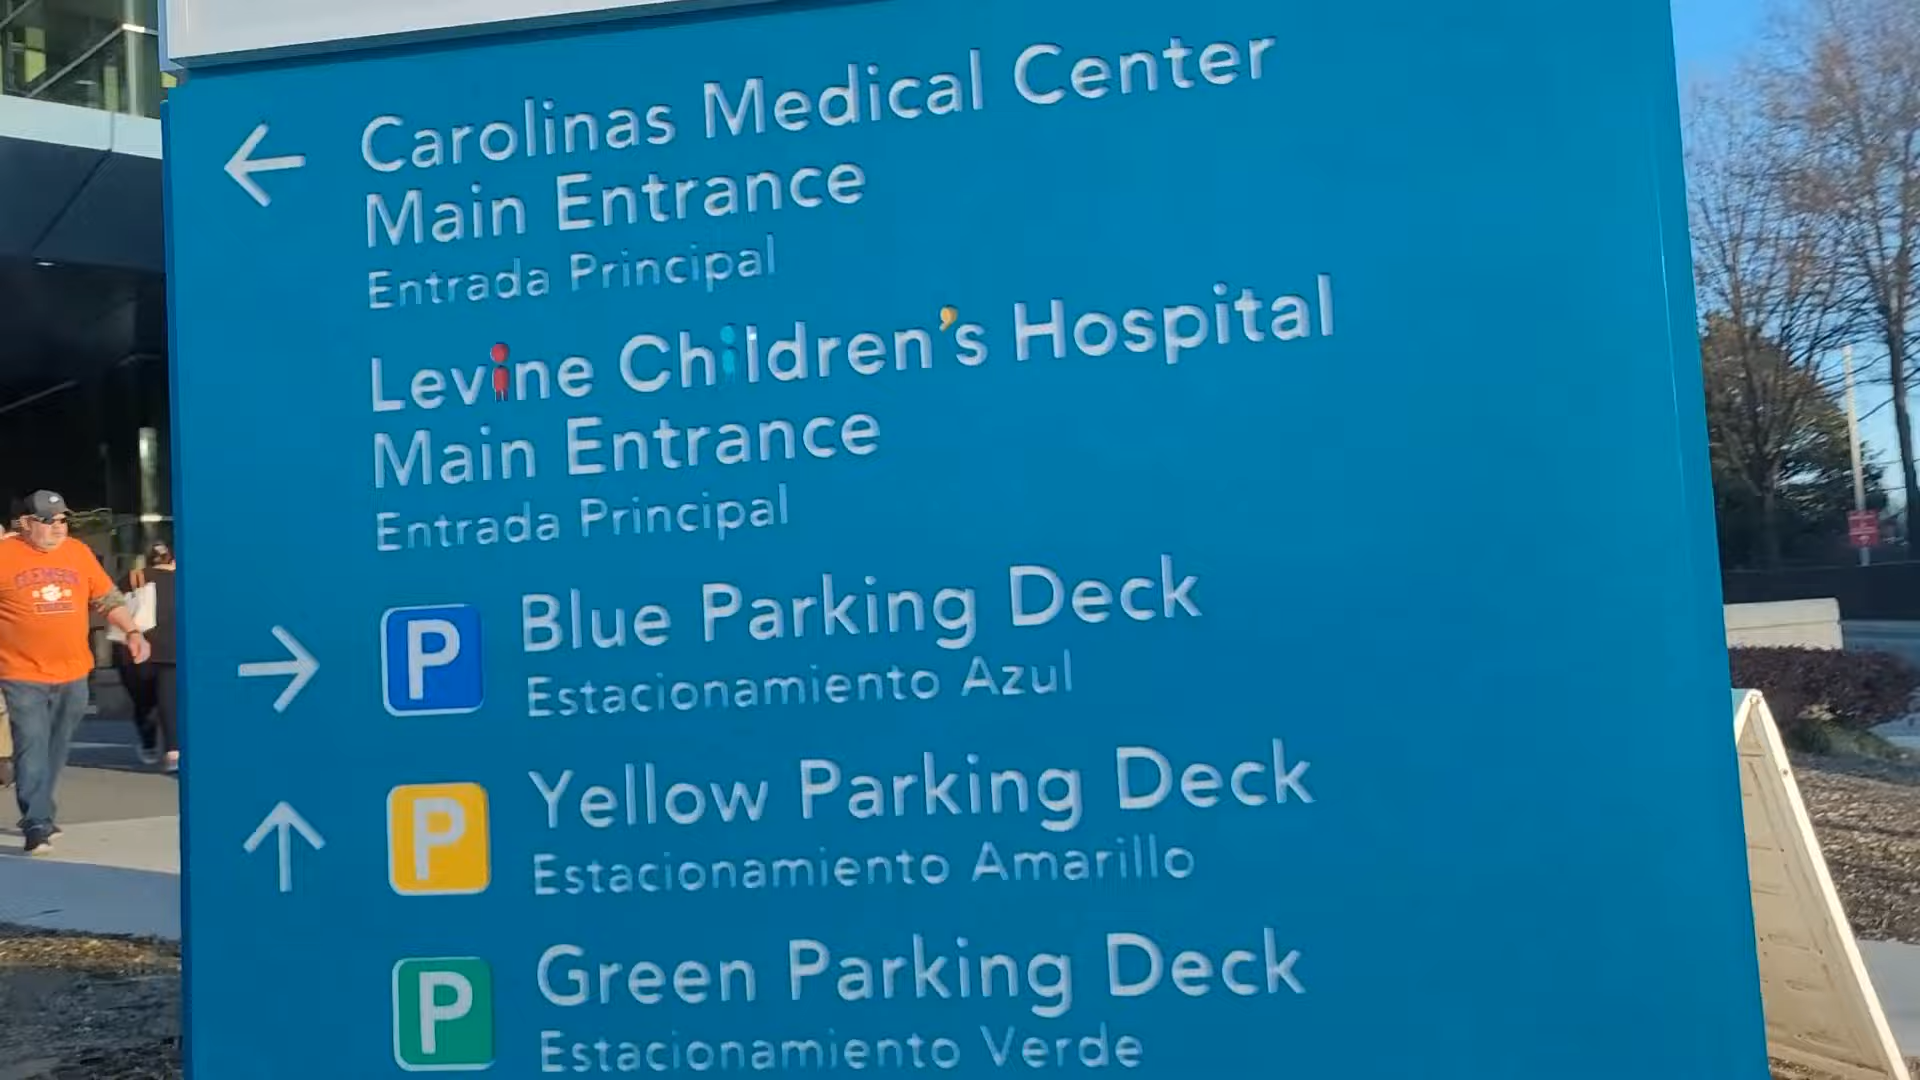 Carolinas Medical Center
Main Entrance
Entrada Principal
Levine Children's Hospital
Main Entrance
Entrada Principal
P Blue Parking Deck
Estacionamiento Azul
P Yellow Parking Deck
Estacionamiento Amarillo
P Green Parking Deck
Estacionamiento Verde
CLEMSON